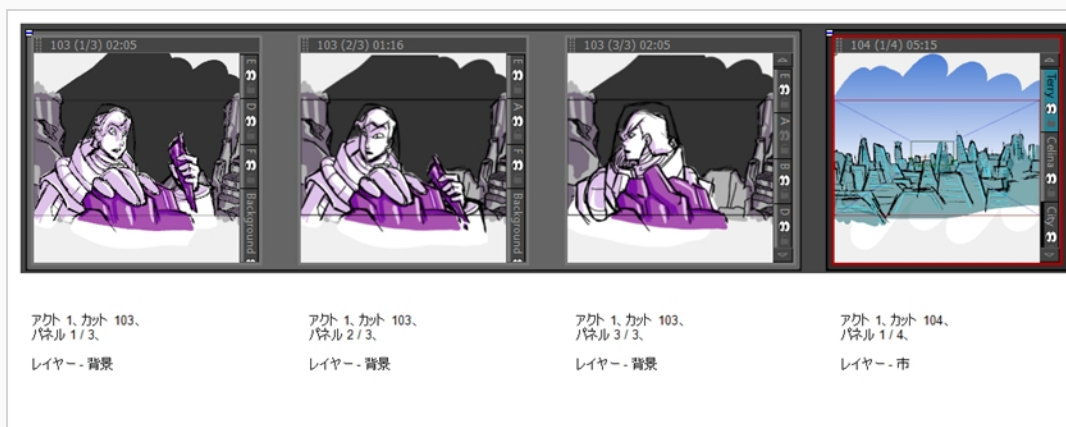 103 (1/3) 02:05
103 (2/3) 01:16
103 (3/3) 02:05
104 (1/4) 05:15
E
D
F
Background
E
A
F
Background
E
A
B
D
Terry
Celina
City
アクト 1、カット 103、
パネル 1 / 3、
レイヤー - 背景
アクト 1、カット 103、
パネル 2 / 3、
レイヤー - 背景
アクト 1、カット 103、
パネル 3 / 3、
レイヤー - 背景
アクト 1、カット 104、
パネル 1 / 4、
レイヤー - 市